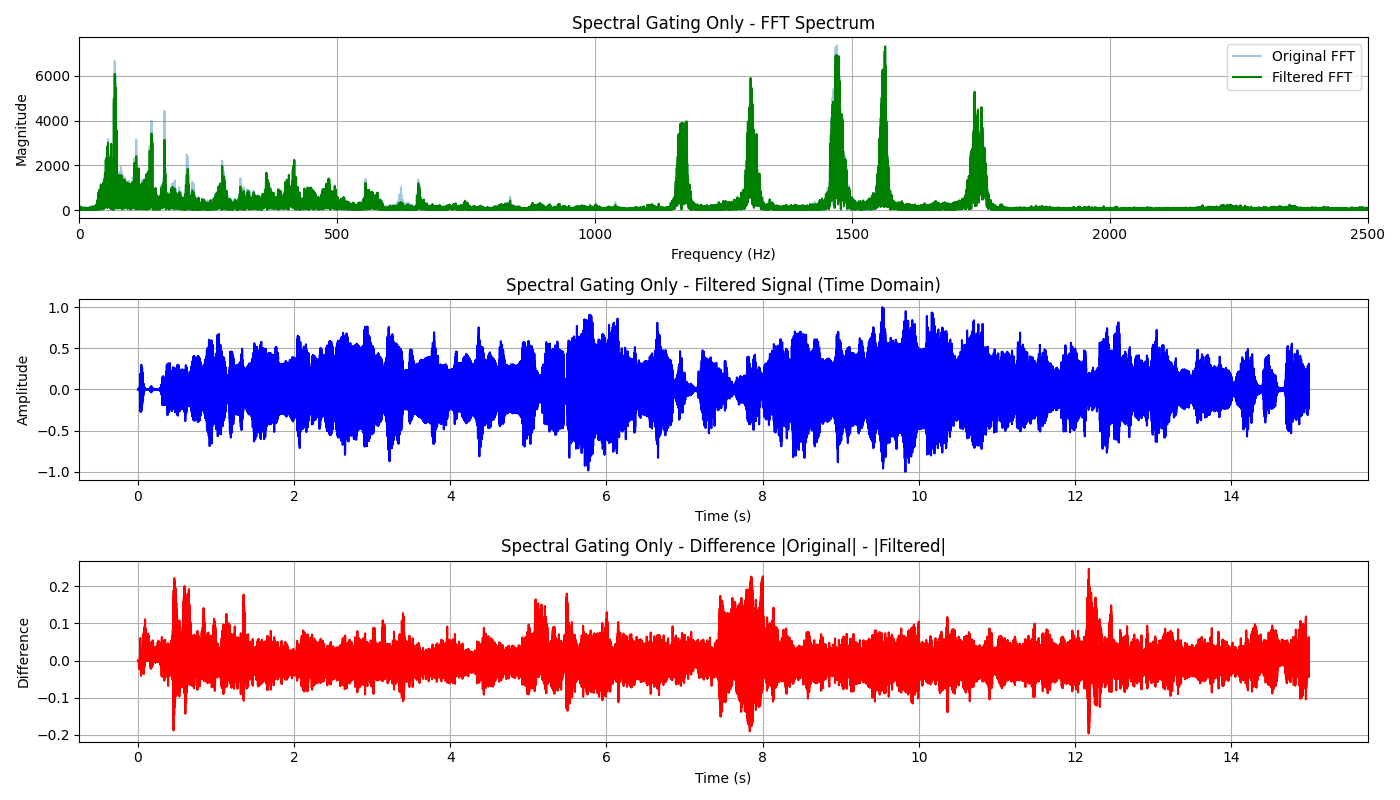 Spectral Gating Only - FFT Spectrum
Magnitude
6000
4000
2000
0
Original FFT
Filtered FFT
0 500 1000 1500 2000 2500
Frequency (Hz)
Spectral Gating Only - Filtered Signal (Time Domain)
Amplitude
1.0
0.5
0.0
−0.5
−1.0
0 2 4 6 8 10 12 14
Time (s)
Spectral Gating Only - Difference |Original| - |Filtered|
Difference
0.2
0.1
0.0
−0.1
−0.2
0 2 4 6 8 10 12 14
Time (s)